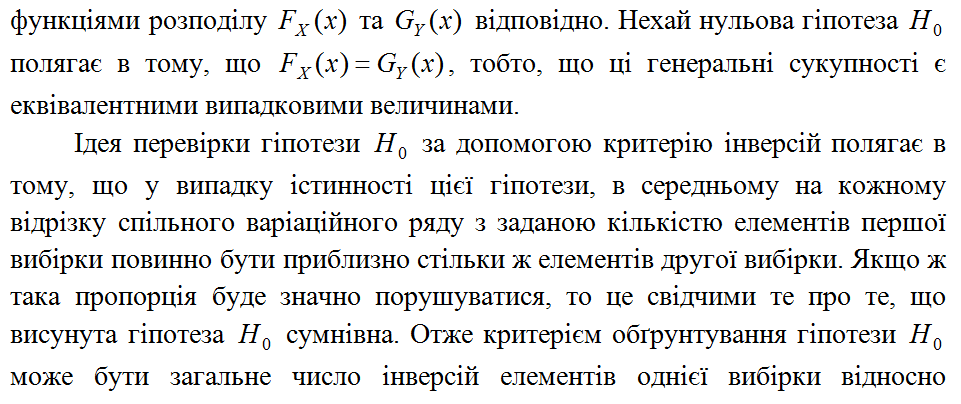 функціями розподілу F_X(x) та G_Y(x) відповідно. Нехай нульова гіпотеза H_0
полягає в тому, що F_X(x) = G_Y(x), тобто, що ці генеральні сукупності є
еквівалентними випадковими величинами.
Ідея перевірки гіпотези H_0 за допомогою критерію інверсій полягає в
тому, що у випадку істинності цієї гіпотези, в середньому на кожному
відрізку спільного варіаційного ряду з заданою кількістю елементів першої
вибірки повинно бути приблизно стільки ж елементів другої вибірки. Якщо ж
така пропорція буде значно порушуватися, то це свідчими те про те, що
висунута гіпотеза H_0 сумнівна. Отже критерієм обґрунтування гіпотези H_0
може бути загальне число інверсій елементів однієї вибірки відносно